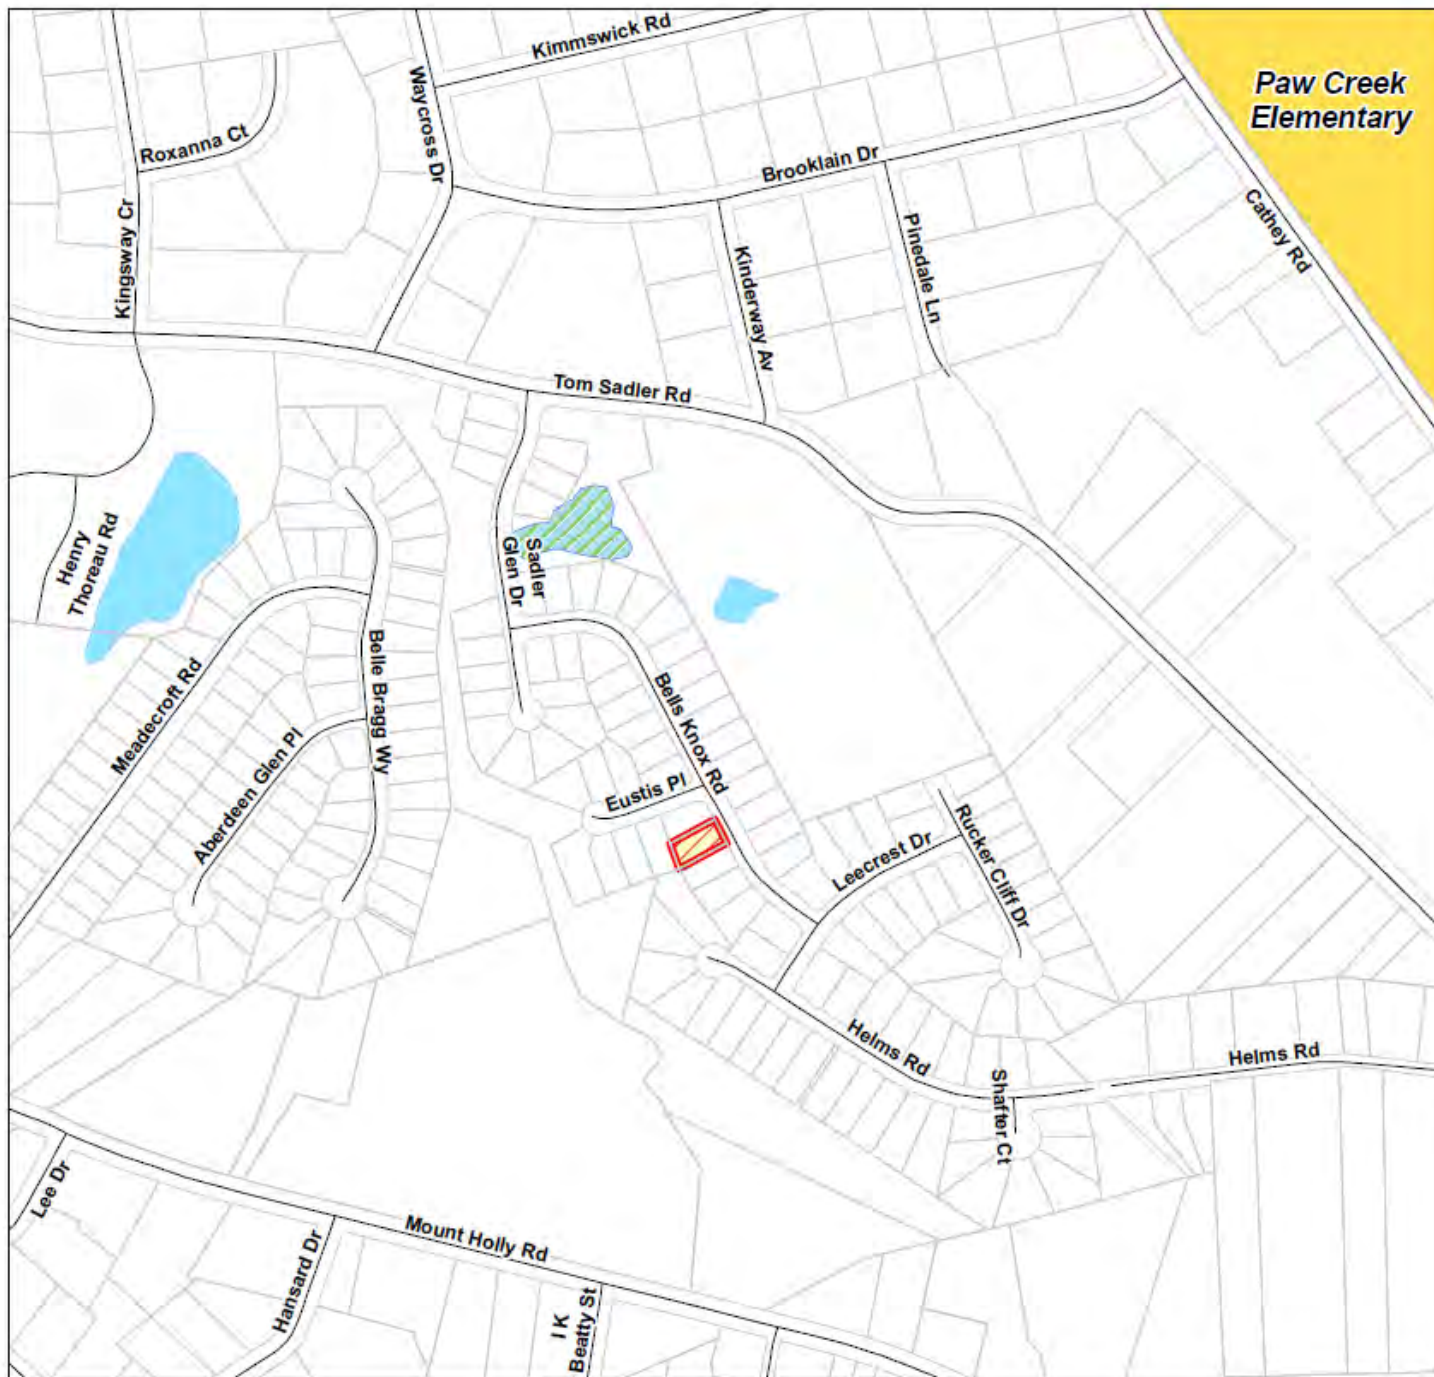 Kimmswick Rd
Paw Creek
Elementary
Waycross Dr
Roxanna Ct
Brooklain Dr
Kingsway Cr
Cathey Rd
Pinedale Ln
Kinderway Av
Tom Sadler Rd
Henry
Thoreau Rd
Sadler
Glen Dr
Meadecroft Rd
Belle Bragg Wy
Bells Knox Rd
Aberdeen Glen Pl
Eustis Pl
Leecrest Dr
Rucker Cliff Dr
Helms Rd
Helms Rd
Shafter Ct
Lee Dr
Mount Holly Rd
Hansard Dr
I K
Beatty St